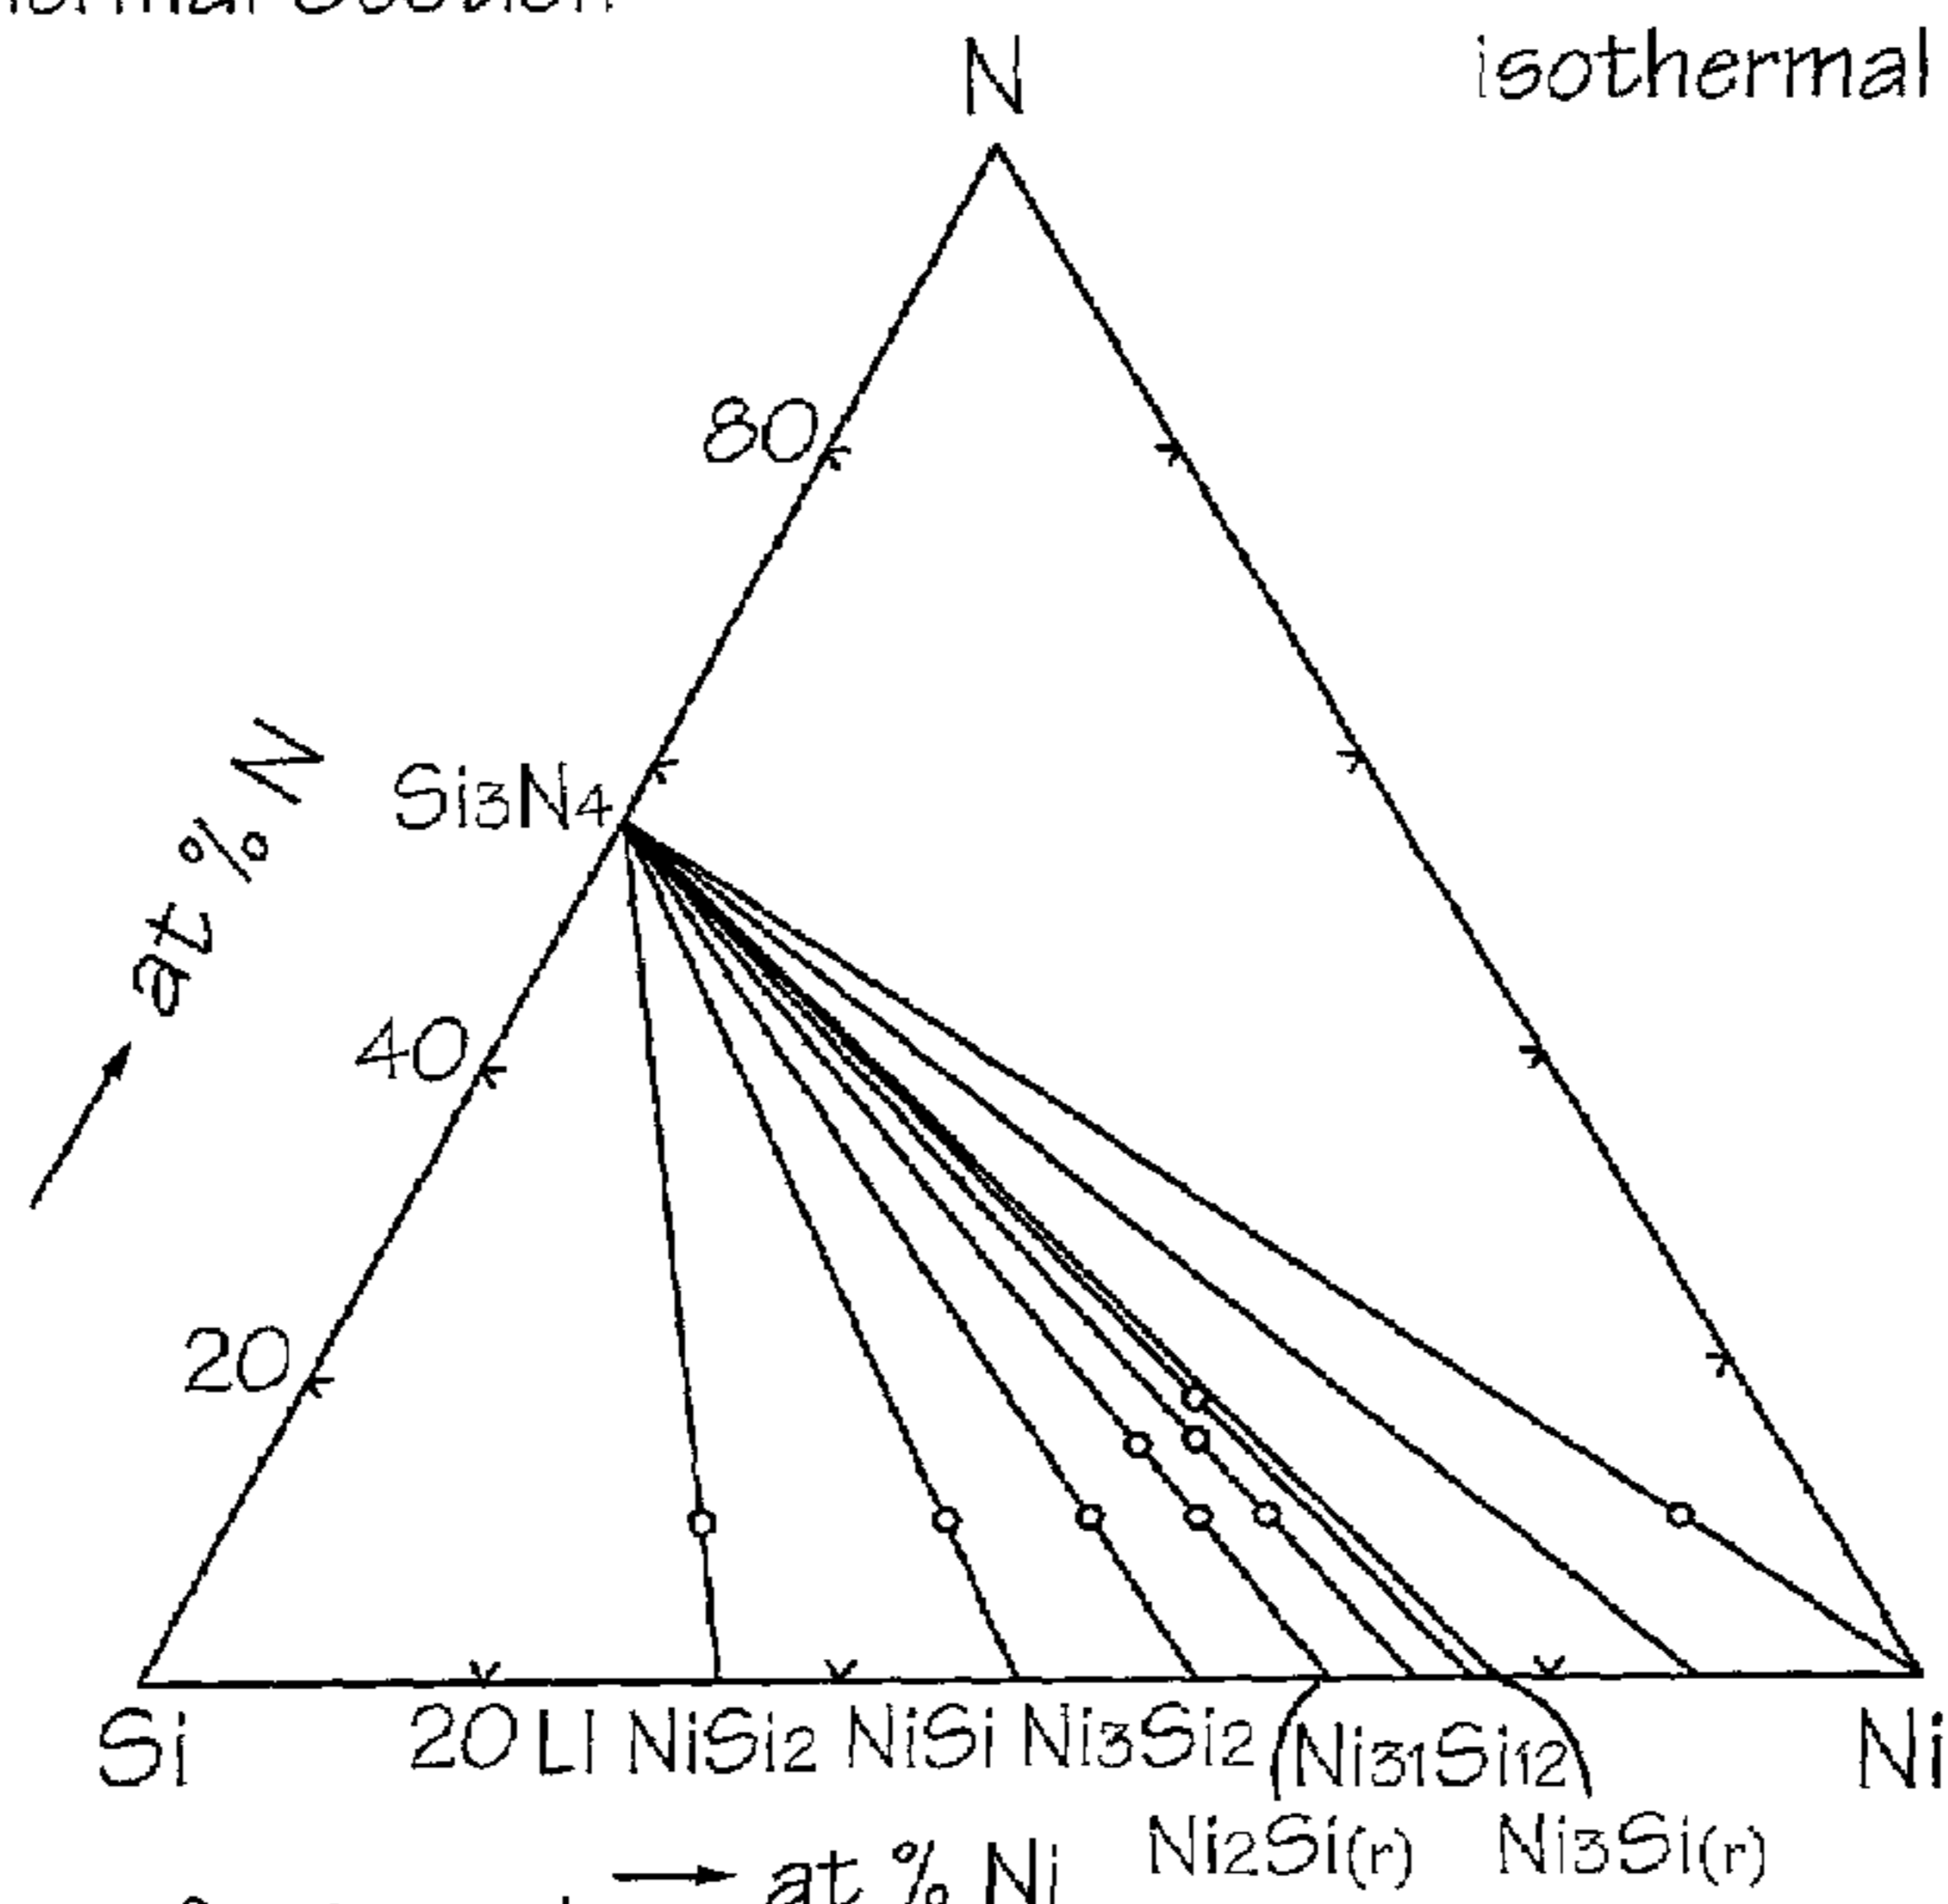 isothermal
N
80
at % N
Si3N4
40
20
Si
20 LI NiSi2 NiSi Ni3Si2 Ni31Si12
Ni
Ni2Si(r) Ni3Si(r)
at % Ni